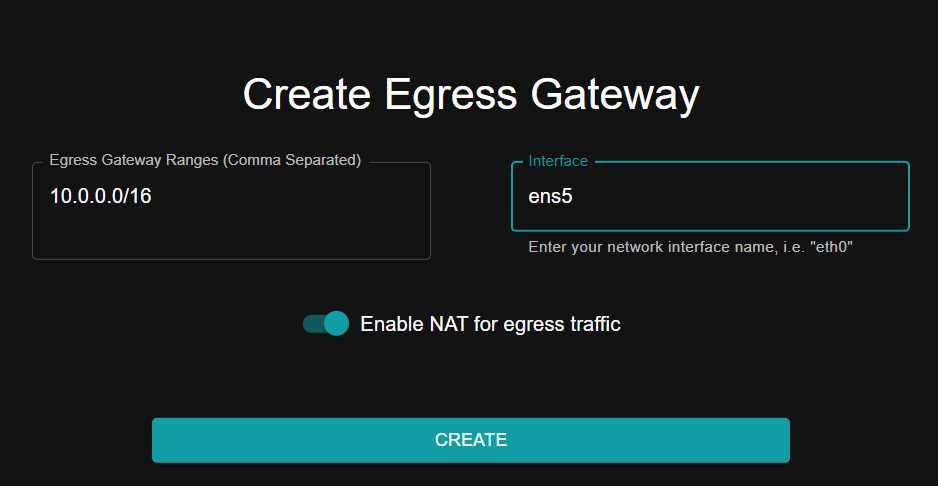 Create Egress Gateway
Egress Gateway Ranges (Comma Separated)
10.0.0.0/16
Interface
ens5
Enter your network interface name, i.e. "eth0"
Enable NAT for egress traffic
CREATE